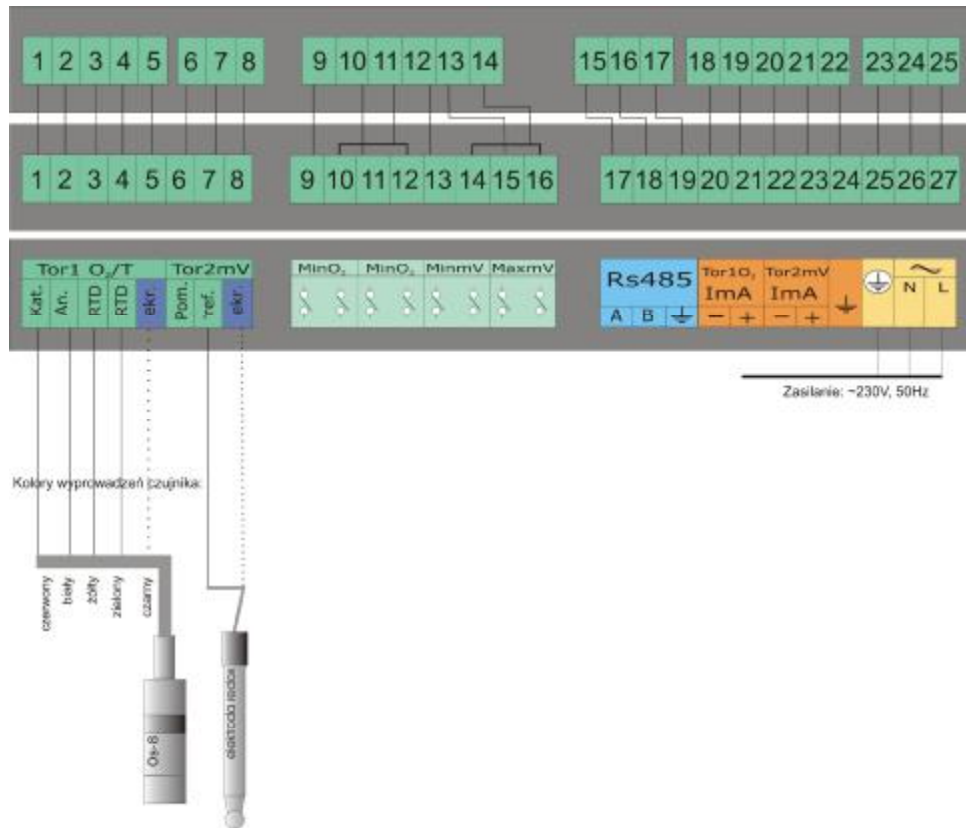 1 2 3 4 5 6 7 8 9 10 11 12 13 14 15 16 17 18 19 20 21 22 23 24 25
1 2 3 4 5 6 7 8 9 10 11 12 13 14 15 16 17 18 19 20 21 22 23 24 25 26 27
Tor1 O₂/T Tor2mV
Kat. An. RTD RTD ekr. Pom. ref. ekr.
MinO₂ MinO₂ MinmV MaxmV
Rs485
A B
Tor1O₂ Tor2mV
ImA ImA
− + − +
~
N L
Zasilanie: ~230V, 50Hz
Kolory wyprowadzeń czujnika:
czerwony
biały
żółty
zielony
czarny
Os-8
elektroda redox